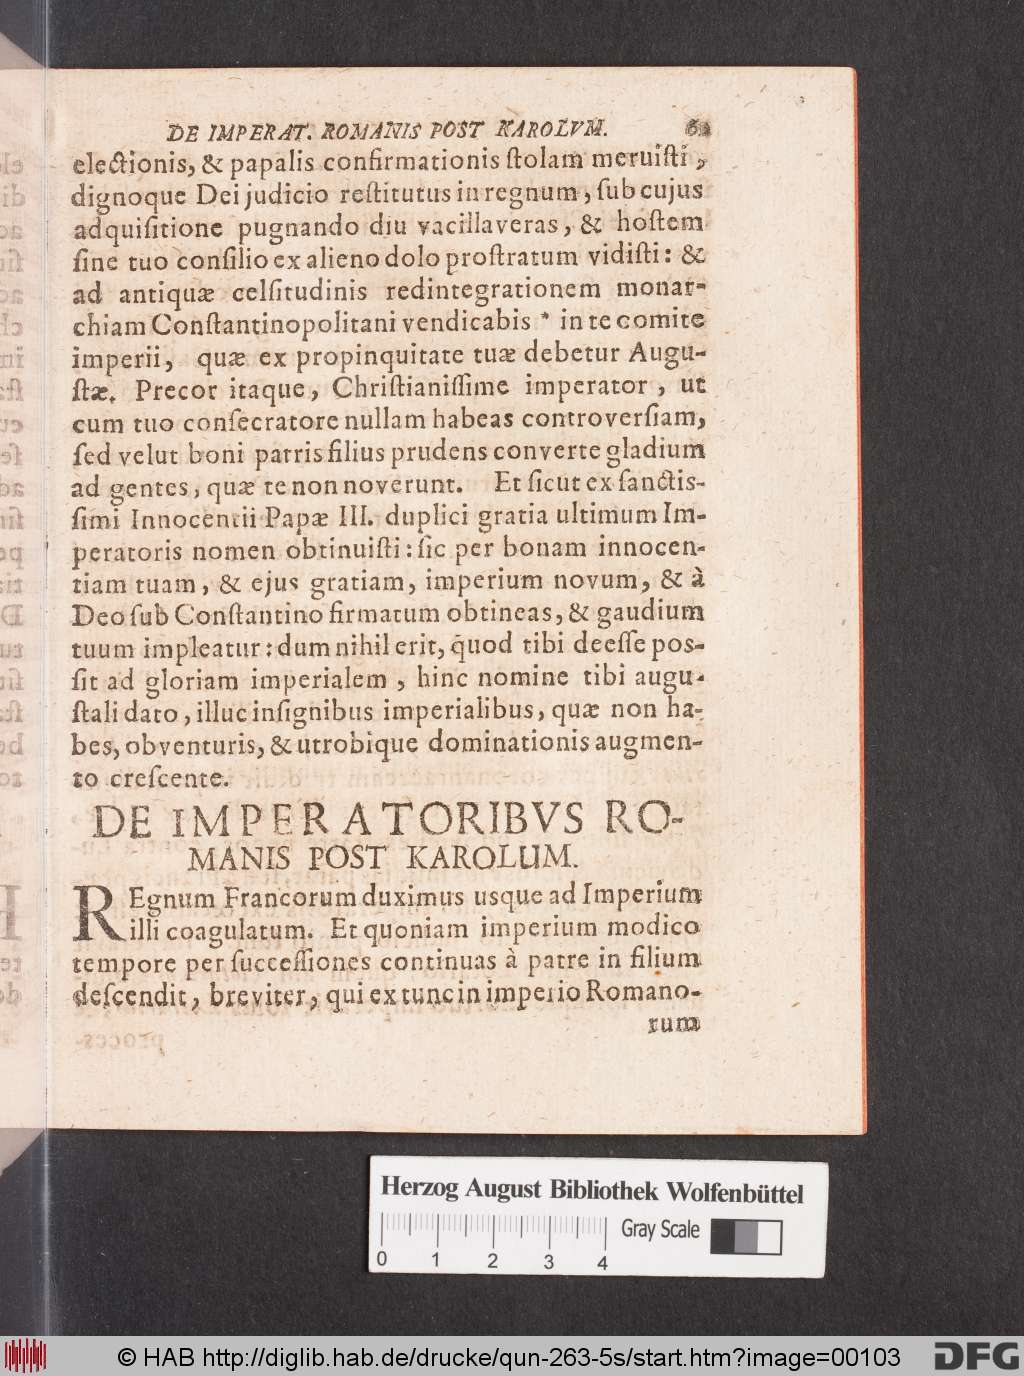 DE IMPERAT. ROMANIS POST KAROLVM.
electionis, & papalis confirmationis ſtolam meruiſti,
dignoque Dei judicio reſtitutus in regnum, ſub cujus
adquiſitione pugnando diu vacillaveras, & hoſtem
ſine tuo conſilio ex alieno dolo proſtratum vidiſti: &
ad antiquæ celſitudinis redintegrationem monar-
chiam Conſtantinopolitani vendicabis * in te comite
imperii, quæ ex propinquitate tuæ debetur Augu-
ſtæ. Precor itaque, Chriſtianiſſime imperator, ut
cum tuo conſecratore nullam habeas controverſiam,
ſed velut boni patris filius prudens converte gladium
ad gentes, quæ te non noverunt. Et ſicut ex ſanctis-
ſimi Innocentii Papæ III. duplici gratia ultimum Im-
peratoris nomen obtinuiſti: ſic per bonam innocen-
tiam tuam, & ejus gratiam, imperium novum, & à
Deo ſub Conſtantino firmatum obtineas, & gaudium
tuum impleatur: dum nihil erit, quod tibi deeſſe pos-
ſit ad gloriam imperialem, hinc nomine tibi augu-
ſtali dato, illuc inſignibus imperialibus, quæ non ha-
bes, obventuris, & utrobique dominationis augmen-
to creſcente.
DE IMPERATORIBVS RO-
MANIS POST KAROLUM.
REgnum Francorum duximus usque ad Imperium
illi coagulatum. Et quoniam imperium modico
tempore per ſucceſſiones continuas à patre in filium
deſcendit, breviter, qui ex tunc in imperio Romano-
rum
Herzog August Bibliothek Wolfenbüttel
Gray Scale
0 1 2 3 4
© HAB http://diglib.hab.de/drucke/qun-263-5s/start.htm?image=00103
DFG